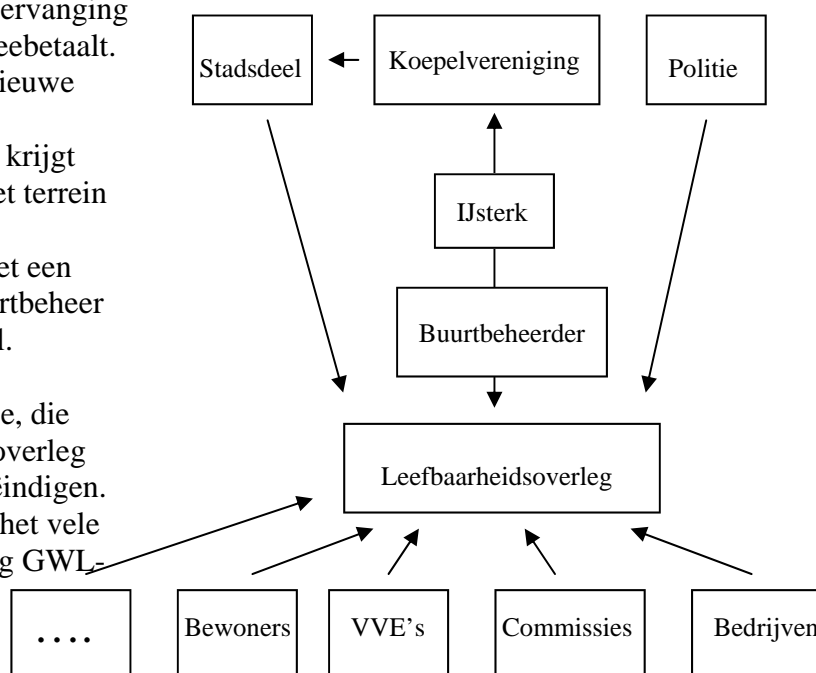 ervanging
eebetaalt.
ieuwe
krijgt
et terrein
et een
rtbeheer
l.
e, die
overleg
ëindigen.
het vele
g GWL-
Stadsdeel
Koepelvereniging
Politie
IJsterk
Buurtbeheerder
Leefbaarheidsoverleg
....
Bewoners
VVE's
Commissies
Bedrijven